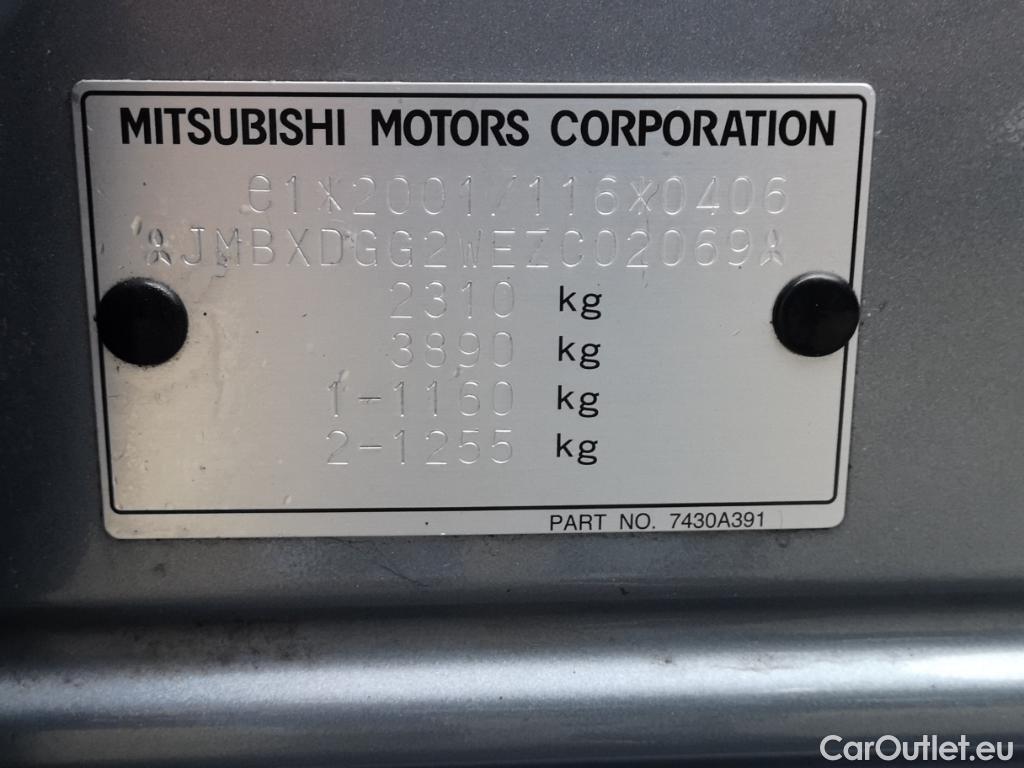 MITSUBISHI MOTORS CORPORATION
e1*2001/116*0406
JMBXDGG2WEZC02069
2310 kg
3890 kg
1-1160 kg
2-1255 kg
PART NO. 7430A391
CarOutlet.eu